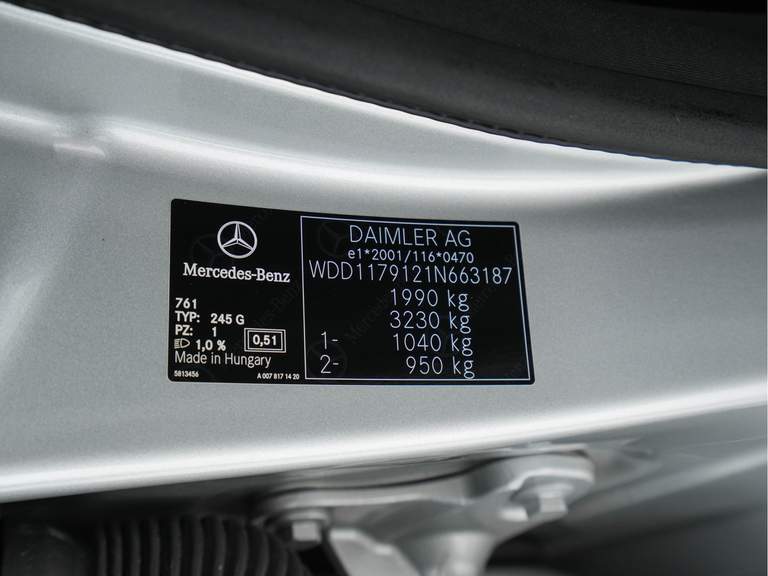 Mercedes-Benz
761
TYP: 245 G
PZ: 1
1,0 % 0,51
Made in Hungary
5813456 A 007 817 14 20
DAIMLER AG
e1*2001/116*0470
WDD1179121N663187
1990 kg
3230 kg
1- 1040 kg
2- 950 kg